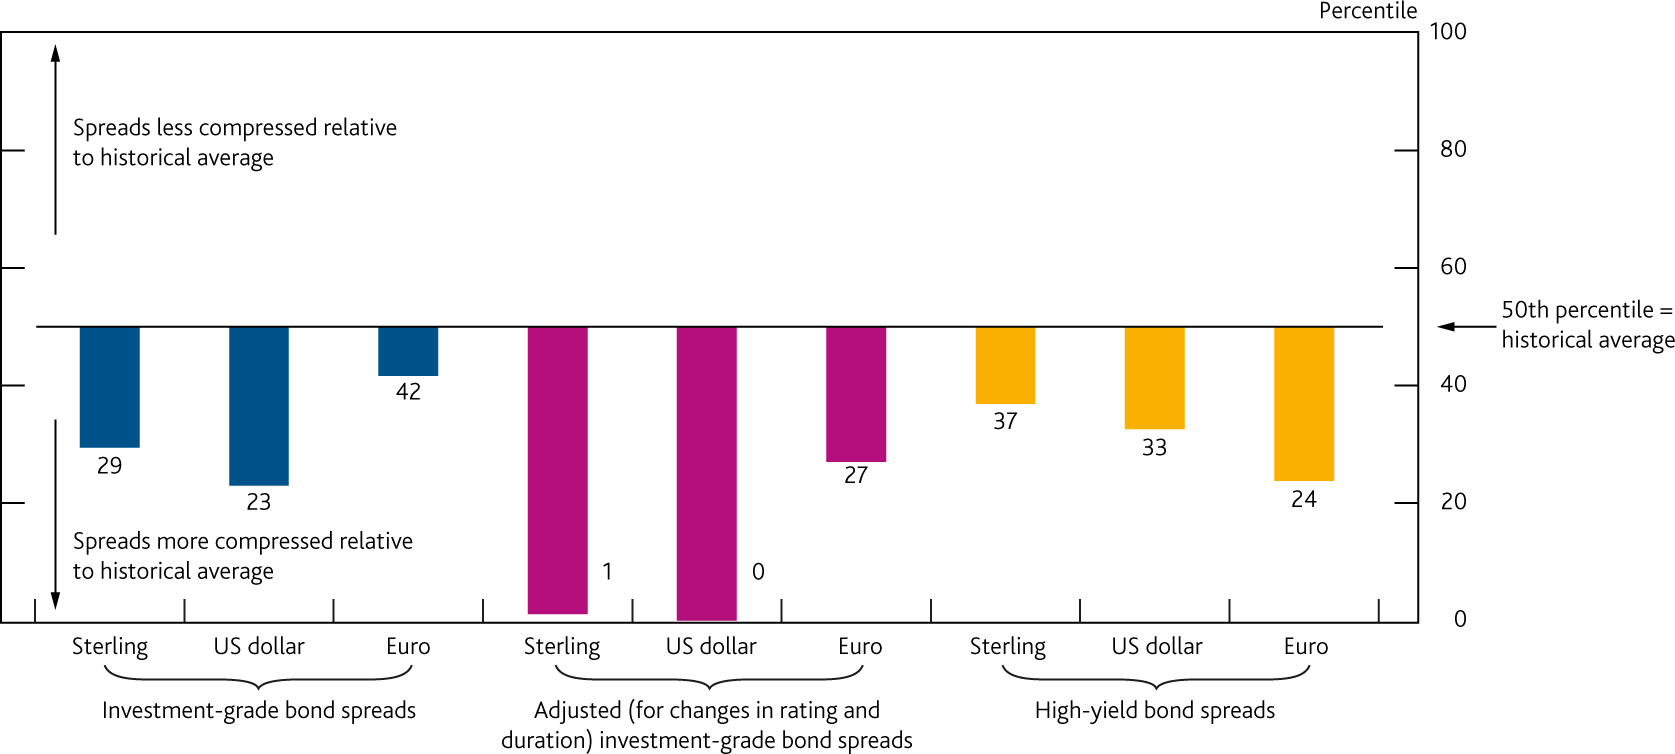 Percentile
100
Spreads less compressed relative
to historical average
80
60
50th percentile =
historical average
40
42
37
33
29
23
27
24
20
Spreads more compressed relative
to historical average
1
0
0
Sterling US dollar Euro Sterling US dollar Euro Sterling US dollar Euro
Investment-grade bond spreads
Adjusted (for changes in rating and
duration) investment-grade bond spreads
High-yield bond spreads